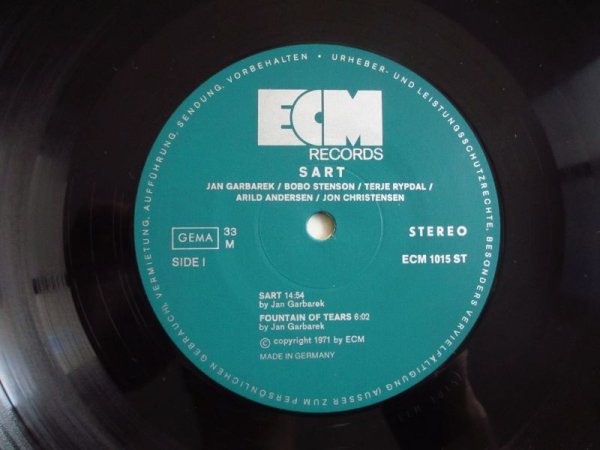 URHEBER- UND LEISTUNGSSCHUTZRECHTE, BESONDERS VERVIELFÄLTIGUNG (AUSSER ZUM PERSÖNLICHEN GEBRAUCH), VERMIETUNG, AUFFÜHRUNG, SENDUNG, VORBEHALTEN •
ECM
RECORDS
SART
JAN GARBAREK / BOBO STENSON / TERJE RYPDAL /
ARILD ANDERSEN / JON CHRISTENSEN
GEMA 33 STEREO
M
SIDE I ECM 1015 ST
SART 14:54
by Jan Garbarek
FOUNTAIN OF TEARS 6:02
by Jan Garbarek
© copyright 1971 by ECM
MADE IN GERMANY